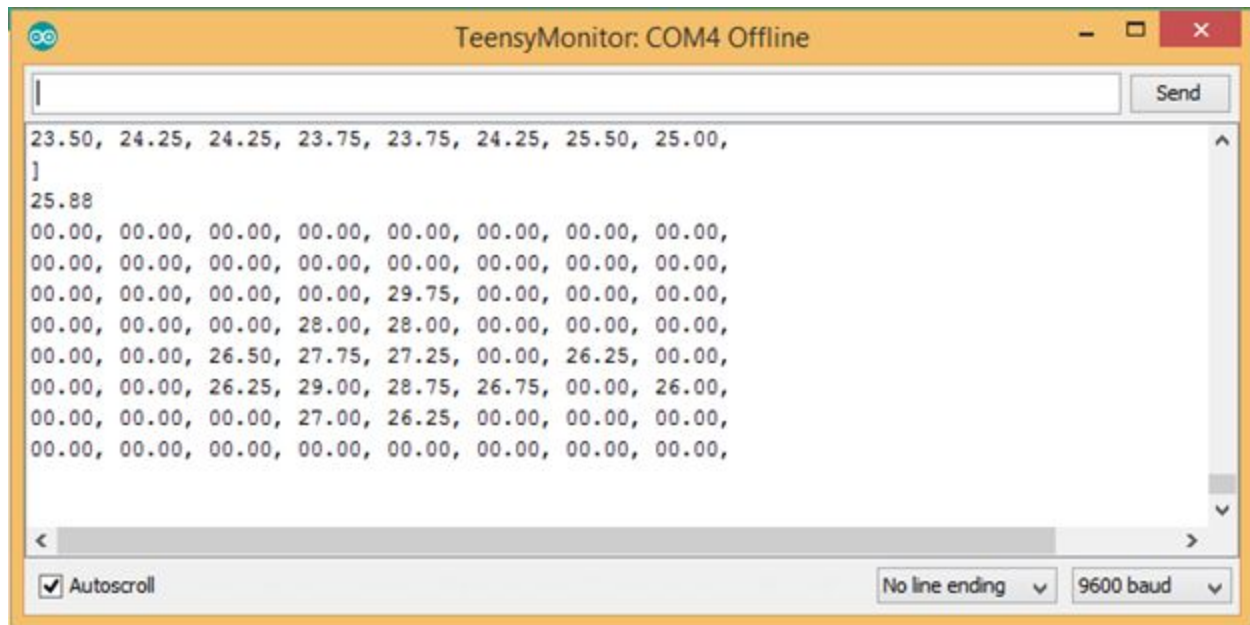 TeensyMonitor: COM4 Offline
Send
23.50, 24.25, 24.25, 23.75, 23.75, 24.25, 25.50, 25.00,
]
25.88
00.00, 00.00, 00.00, 00.00, 00.00, 00.00, 00.00, 00.00,
00.00, 00.00, 00.00, 00.00, 00.00, 00.00, 00.00, 00.00,
00.00, 00.00, 00.00, 00.00, 29.75, 00.00, 00.00, 00.00,
00.00, 00.00, 00.00, 28.00, 28.00, 00.00, 00.00, 00.00,
00.00, 00.00, 26.50, 27.75, 27.25, 00.00, 26.25, 00.00,
00.00, 00.00, 26.25, 29.00, 28.75, 26.75, 00.00, 26.00,
00.00, 00.00, 00.00, 27.00, 26.25, 00.00, 00.00, 00.00,
00.00, 00.00, 00.00, 00.00, 00.00, 00.00, 00.00, 00.00,
Autoscroll No line ending 9600 baud